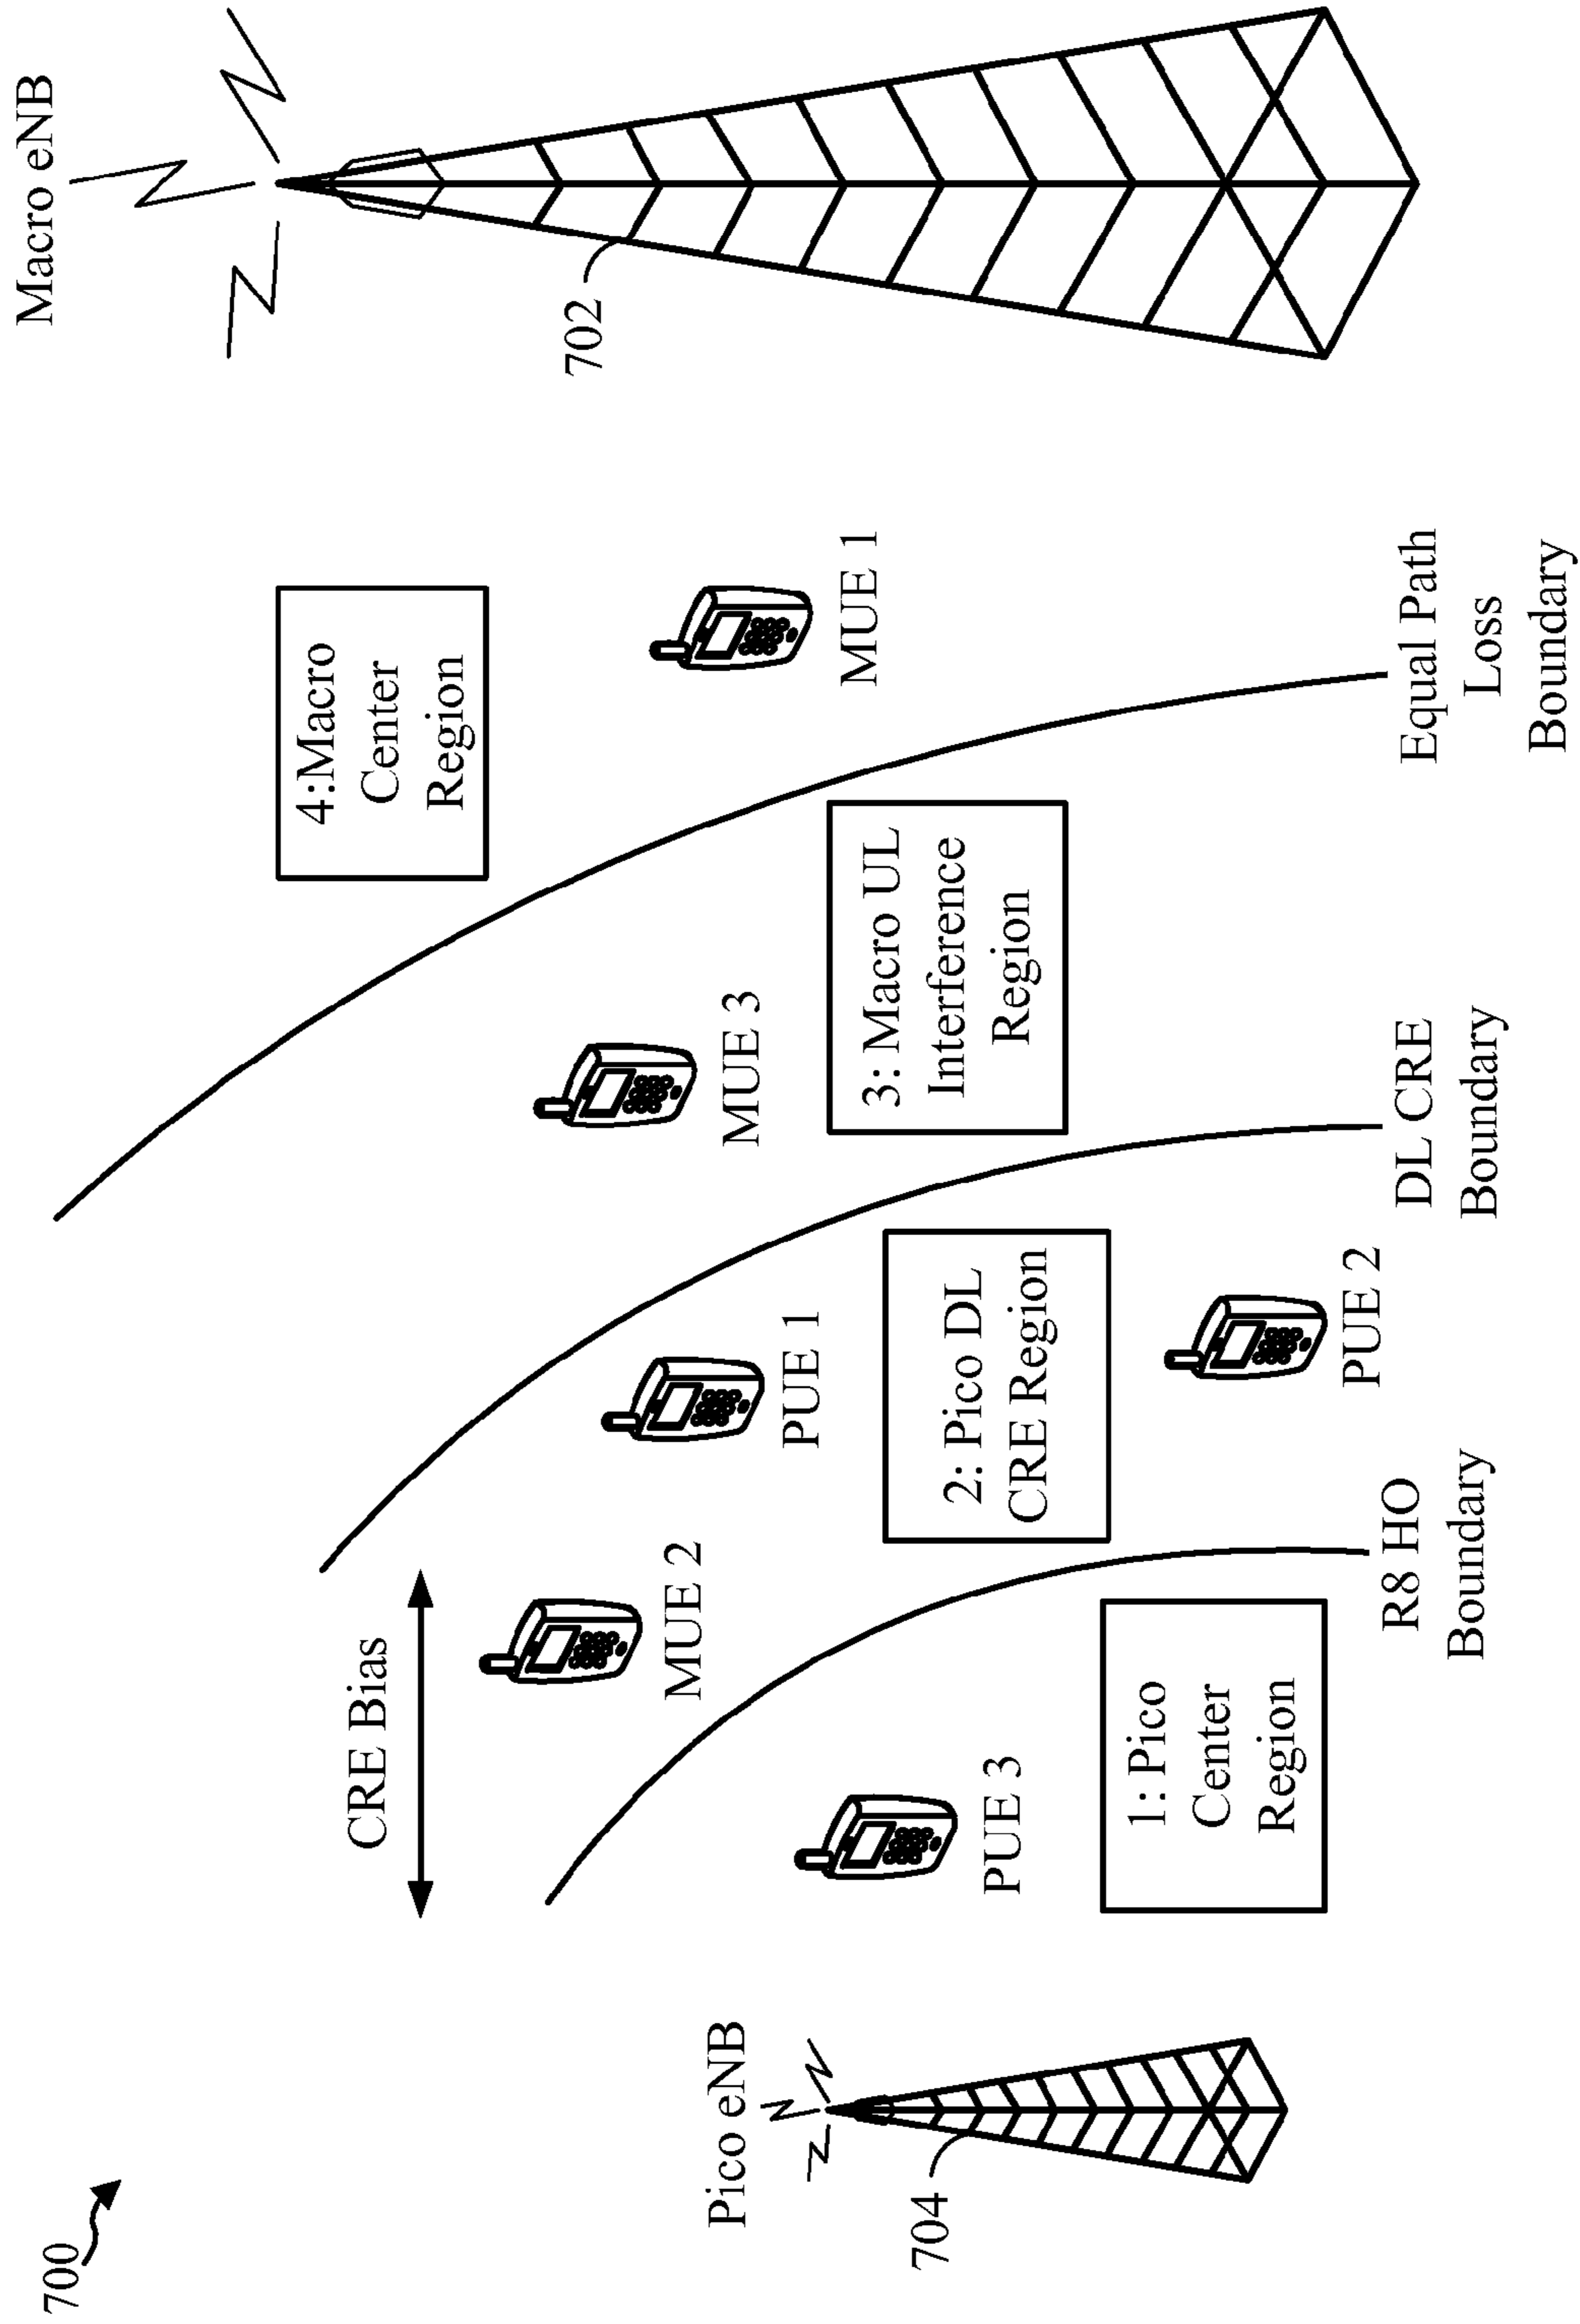 700
Macro eNB
702
Pico eNB
704
CRE Bias
4:Macro
Center
Region
MUE 1
MUE 3
3: Macro UL
Interference
Region
PUE 1
MUE 2
2: Pico DL
CRE Region
PUE 2
PUE 3
1: Pico
Center
Region
R8 HO
Boundary
DL CRE
Boundary
Equal Path
Loss
Boundary